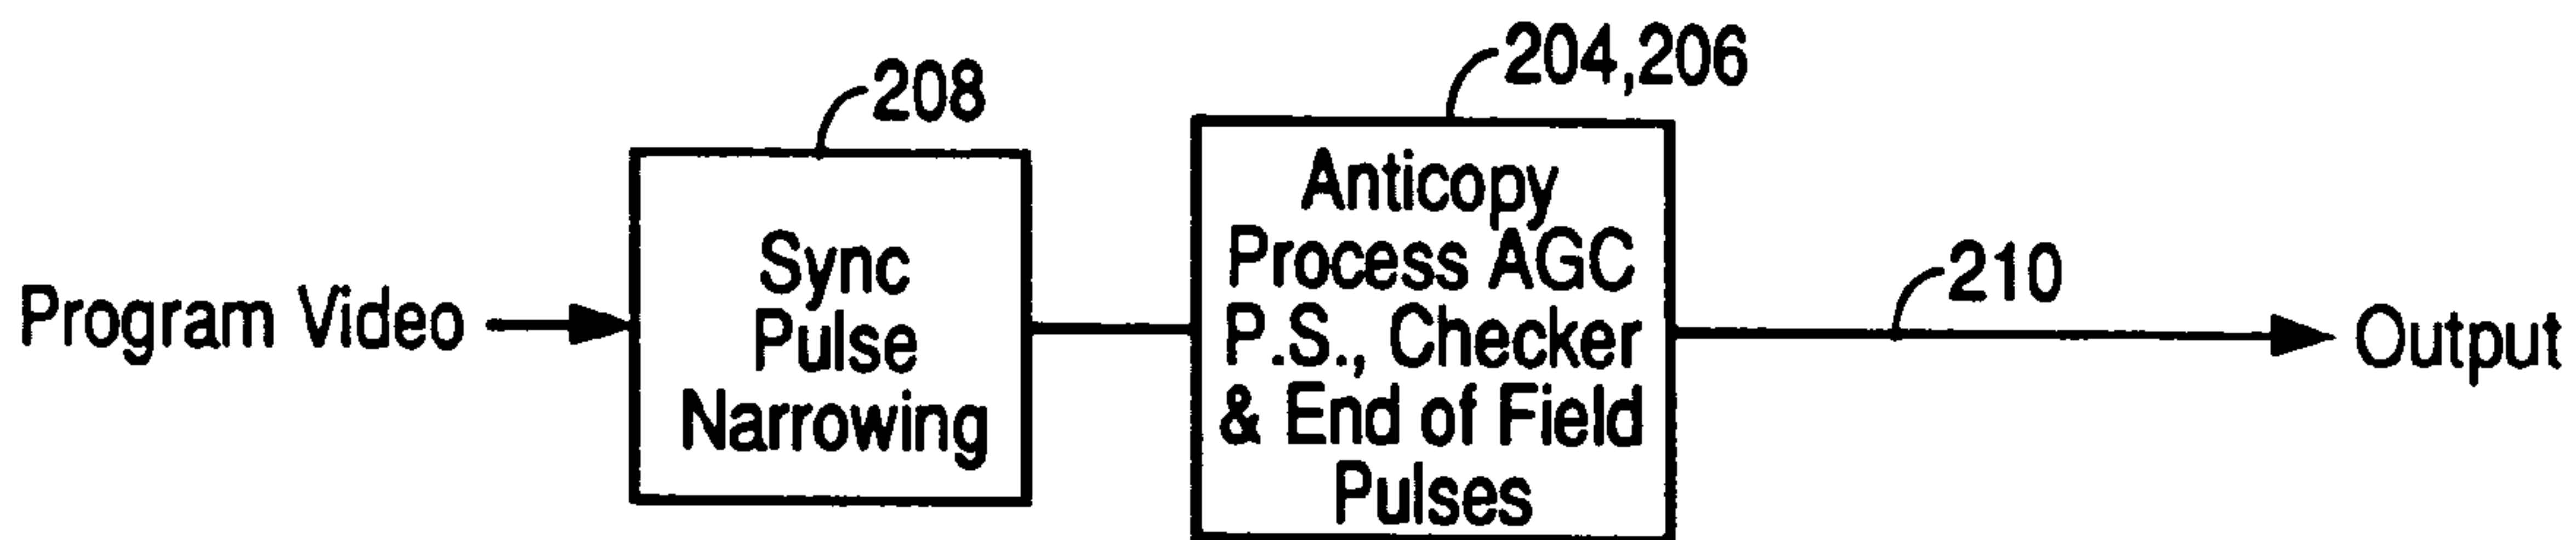 204,206
208
Anticopy
Process AGC
P.S., Checker
& End of Field
Pulses
Sync
Pulse
Narrowing
210
Program Video
Output